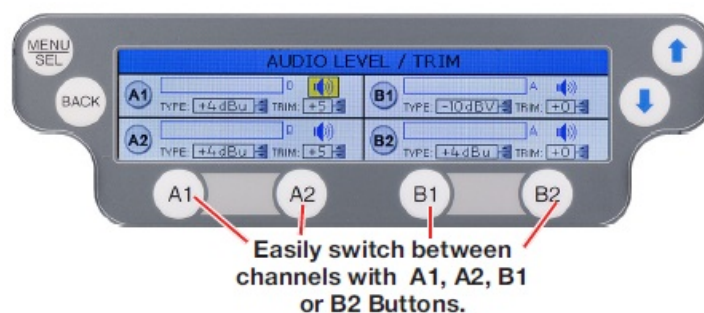 MENU
SEL
BACK
AUDIO LEVEL / TRIM
A1 D
TYPE: +4dBu TRIM: +5
B1 A
TYPE: -10dBV TRIM: +0
A2 D
TYPE: +4dBu TRIM: +5
B2 A
TYPE: +4dBu TRIM: +0
A1 A2 B1 B2
Easily switch between
channels with A1, A2, B1
or B2 Buttons.